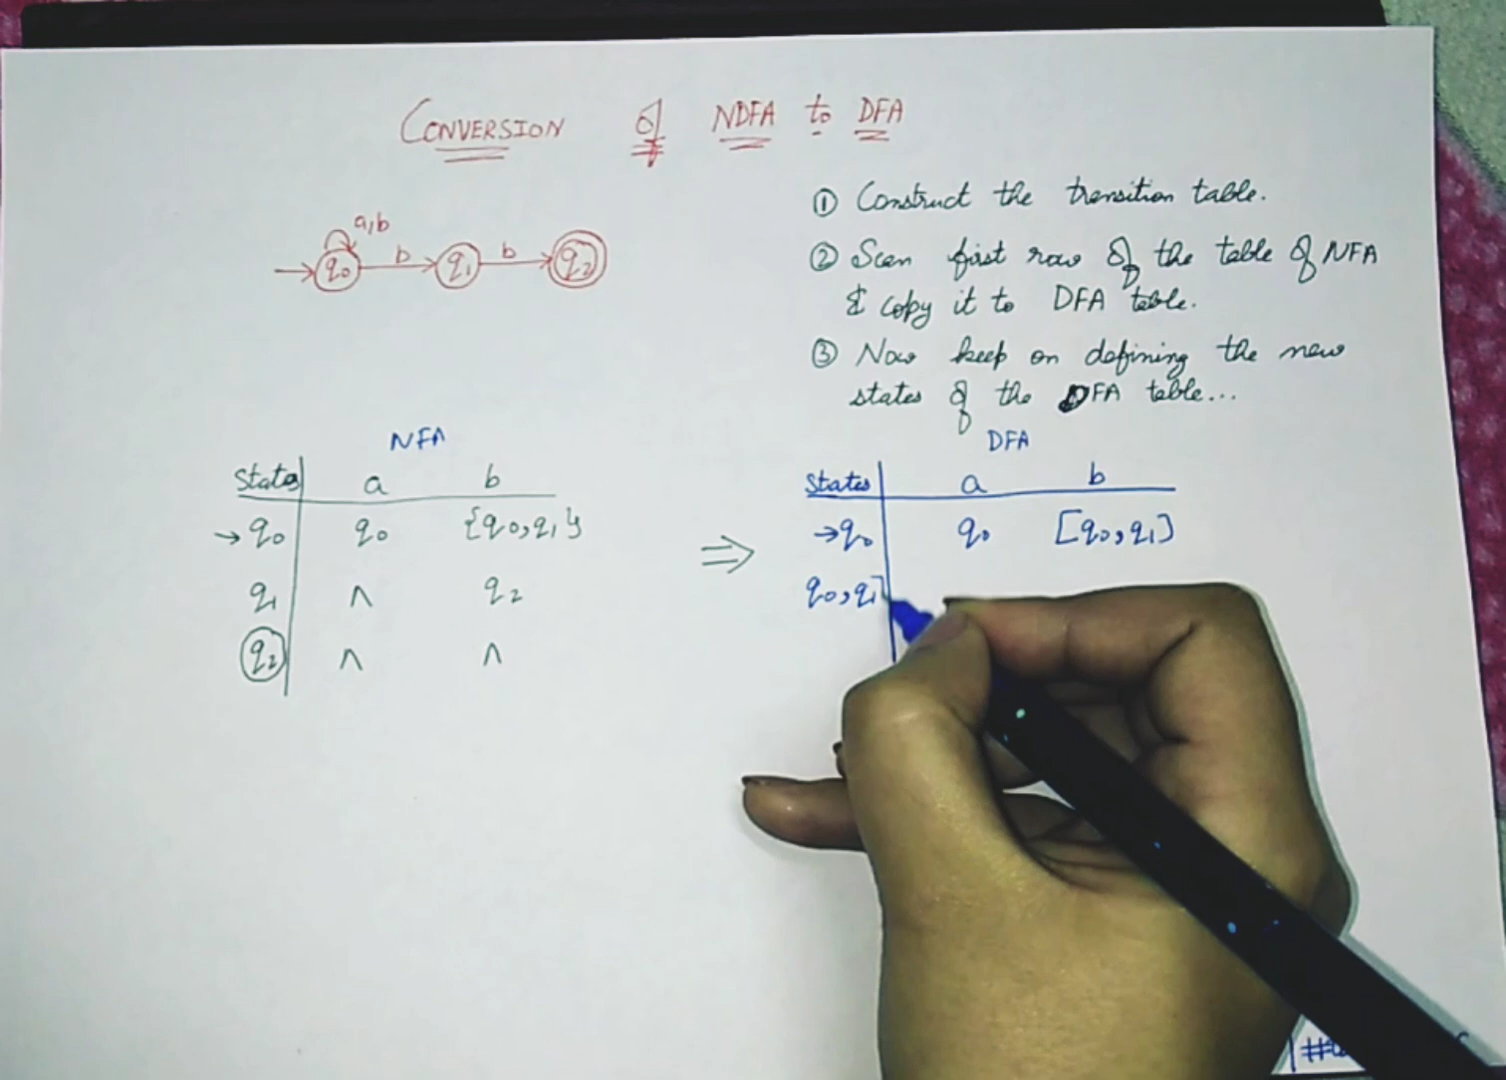 CONVERSION of NDFA to DFA
a,b
q0 b q1 b q2
① Construct the transition table.
② Scan first row of the table of NFA
& copy it to DFA table.
③ Now keep on defining the new
states of the DFA table...
NFA
States a b
→q0 q0 {q0,q1}
q1 ∧ q2
q2 ∧ ∧
⇒
DFA
States a b
→q0 q0 [q0,q1]
q0,q1]